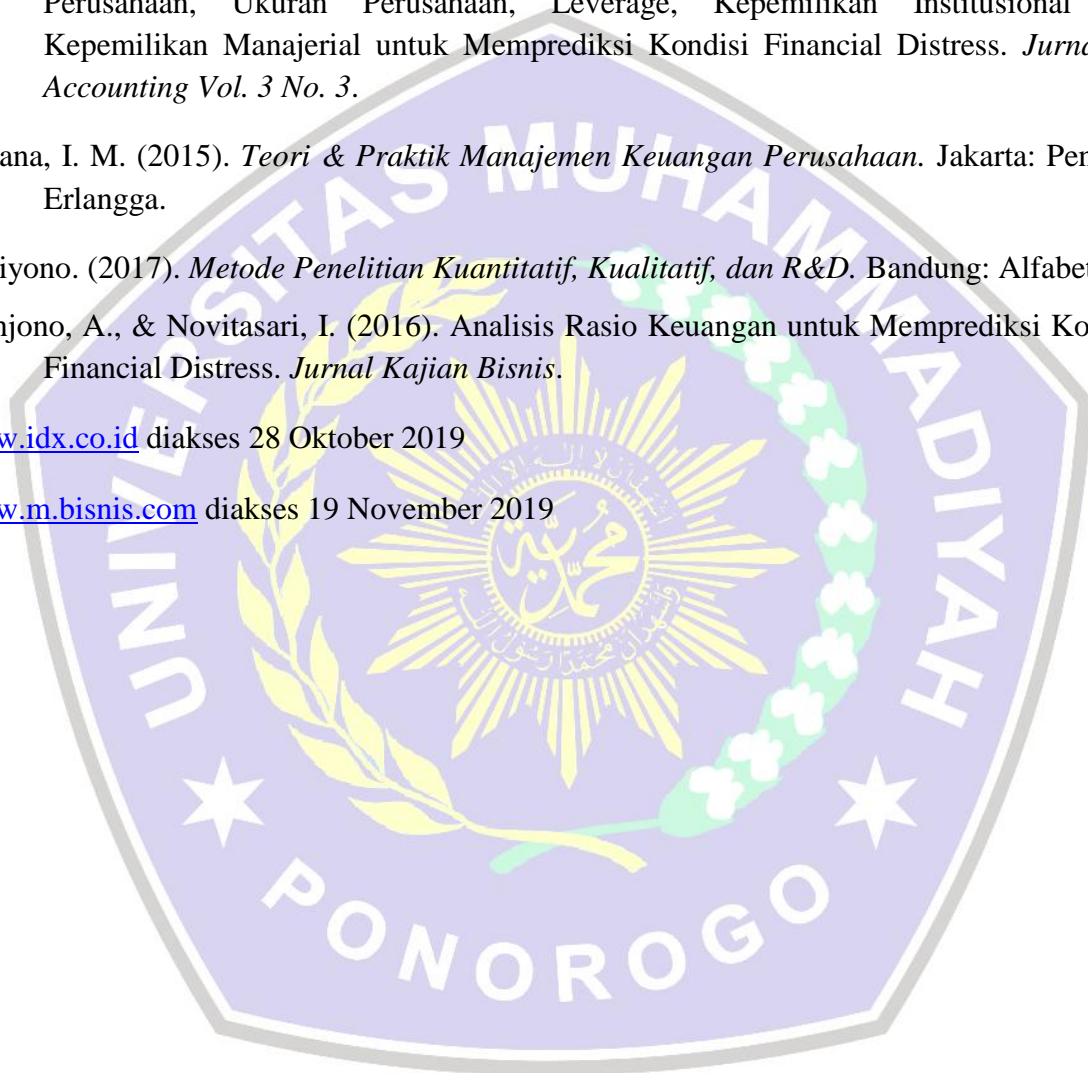 Perusahaan, Ukuran Perusahaan, Leverage, Kepemilikan Institusional
Kepemilikan Manajerial untuk Memprediksi Kondisi Financial Distress. Jurna
Accounting Vol. 3 No. 3.
ana, I. M. (2015). Teori & Praktik Manajemen Keuangan Perusahaan. Jakarta: Pen
Erlangga.
iyono. (2017). Metode Penelitian Kuantitatif, Kualitatif, dan R&D. Bandung: Alfabet
njono, A., & Novitasari, I. (2016). Analisis Rasio Keuangan untuk Memprediksi Ko
Financial Distress. Jurnal Kajian Bisnis.
w.idx.co.id diakses 28 Oktober 2019
w.m.bisnis.com diakses 19 November 2019
UNIVERSITAS MUHAMMADIYAH
PONOROGO
محمدية